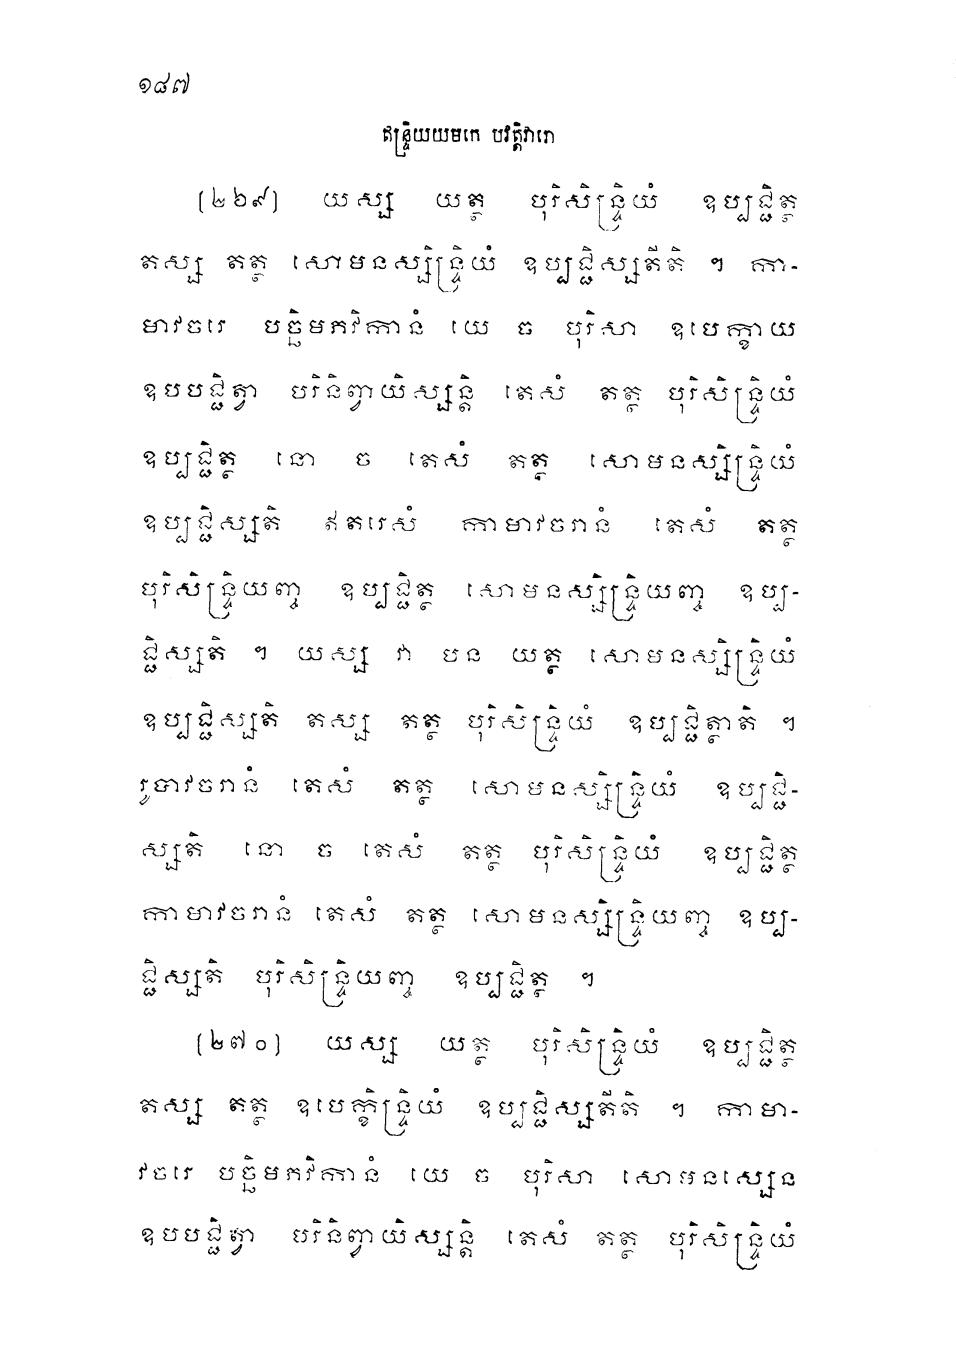 ១៨៧
ឥន្ទ្រិយយមកេ បវត្តិវារោ
(២៦៩) យស្ស យត្ថ បុរិសិន្ទ្រិយំ ឧប្បជ្ជិត្ថ
តស្ស តត្ថ សោមនស្សិន្ទ្រិយំ ឧប្បជ្ជិស្សតីតិ ។ កា-
មាវចរេ បច្ឆិមភវិកានំ យេ ច បុរិសា ឧបេក្ខាយ
ឧបបជ្ជិត្វា បរិនិព្វាយិស្សន្តិ តេសំ តត្ថ បុរិសិន្ទ្រិយំ
ឧប្បជ្ជិត្ថ នោ ច តេសំ តត្ថ សោមនស្សិន្ទ្រិយំ
ឧប្បជ្ជិស្សតិ ឥតរេសំ កាមាវចរានំ តេសំ តត្ថ
បុរិសិន្ទ្រិយញ្ច ឧប្បជ្ជិត្ថ សោមនស្សិន្ទ្រិយញ្ច ឧប្ប-
ជ្ជិស្សតិ ។ យស្ស វា បន យត្ថ សោមនស្សិន្ទ្រិយំ
ឧប្បជ្ជិស្សតិ តស្ស តត្ថ បុរិសិន្ទ្រិយំ ឧប្បជ្ជិត្ថាតិ ។
រូបាវចរានំ តេសំ តត្ថ សោមនស្សិន្ទ្រិយំ ឧប្បជ្ជិ-
ស្សតិ នោ ច តេសំ តត្ថ បុរិសិន្ទ្រិយំ ឧប្បជ្ជិត្ថ
កាមាវចរានំ តេសំ តត្ថ សោមនស្សិន្ទ្រិយញ្ច ឧប្ប-
ជ្ជិស្សតិ បុរិសិន្ទ្រិយញ្ច ឧប្បជ្ជិត្ថ ។
(២៧០) យស្ស យត្ថ បុរិសិន្ទ្រិយំ ឧប្បជ្ជិត្ថ
តស្ស តត្ថ ឧបេក្ខិន្ទ្រិយំ ឧប្បជ្ជិស្សតីតិ ។ កាមា-
វចរេ បច្ឆិមភវិកានំ យេ ច បុរិសា សោមនស្សេន
ឧបបជ្ជិត្វា បរិនិព្វាយិស្សន្តិ តេសំ តត្ថ បុរិសិន្ទ្រិយំ